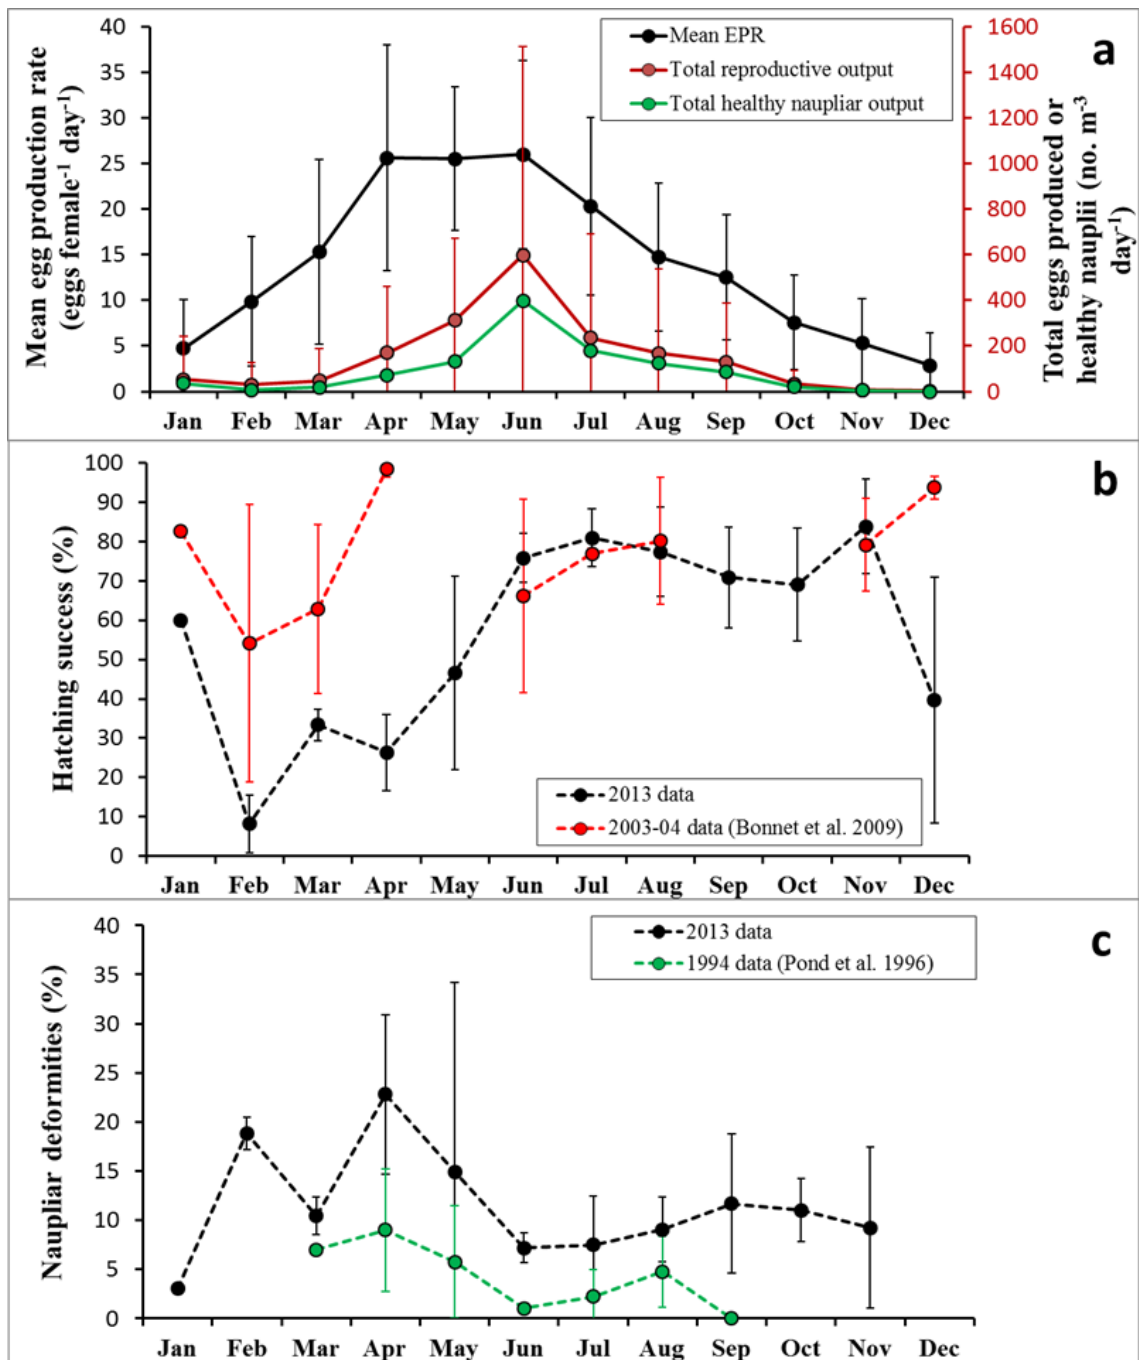 a
Mean EPR
Total reproductive output
Total healthy naupliar output
Mean egg production rate
(eggs female⁻¹ day⁻¹)
40
35
30
25
20
15
10
5
0
1600
1400
1200
1000
800
600
400
200
0
Total eggs produced or
healthy nauplii (no. m⁻³
day⁻¹)
Jan Feb Mar Apr May Jun Jul Aug Sep Oct Nov Dec
b
Hatching success (%)
100
90
80
70
60
50
40
30
20
10
0
2013 data
2003-04 data (Bonnet et al. 2009)
Jan Feb Mar Apr May Jun Jul Aug Sep Oct Nov Dec
c
Naupliar deformities (%)
40
35
30
25
20
15
10
5
0
2013 data
1994 data (Pond et al. 1996)
Jan Feb Mar Apr May Jun Jul Aug Sep Oct Nov Dec